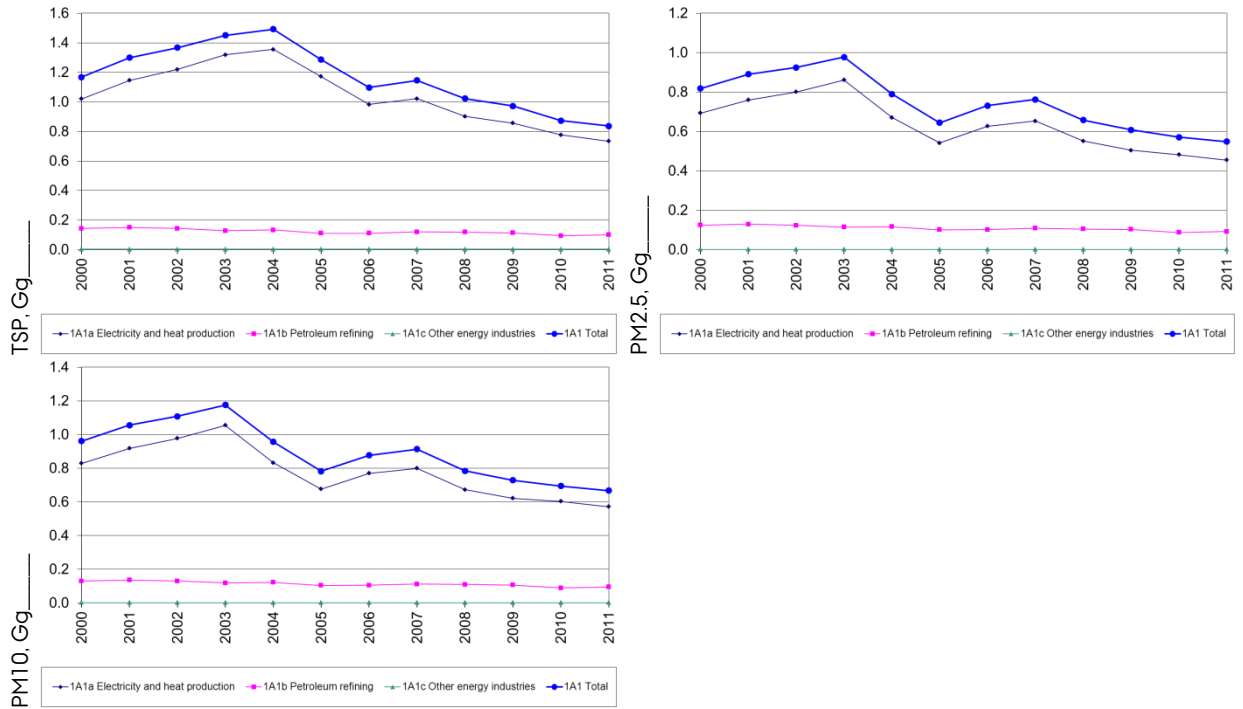 1.6
1.4
1.2
1.0
0.8
0.6
0.4
0.2
0.0
2000 2001 2002 2003 2004 2005 2006 2007 2008 2009 2010 2011
TSP, Gg
1A1a Electricity and heat production 1A1b Petroleum refining 1A1c Other energy industries 1A1 Total
1.2
1.0
0.8
0.6
0.4
0.2
0.0
2000 2001 2002 2003 2004 2005 2006 2007 2008 2009 2010 2011
PM2.5, Gg
1A1a Electricity and heat production 1A1b Petroleum refining 1A1c Other energy industries 1A1 Total
1.4
1.2
1.0
0.8
0.6
0.4
0.2
0.0
2000 2001 2002 2003 2004 2005 2006 2007 2008 2009 2010 2011
PM10, Gg
1A1a Electricity and heat production 1A1b Petroleum refining 1A1c Other energy industries 1A1 Total